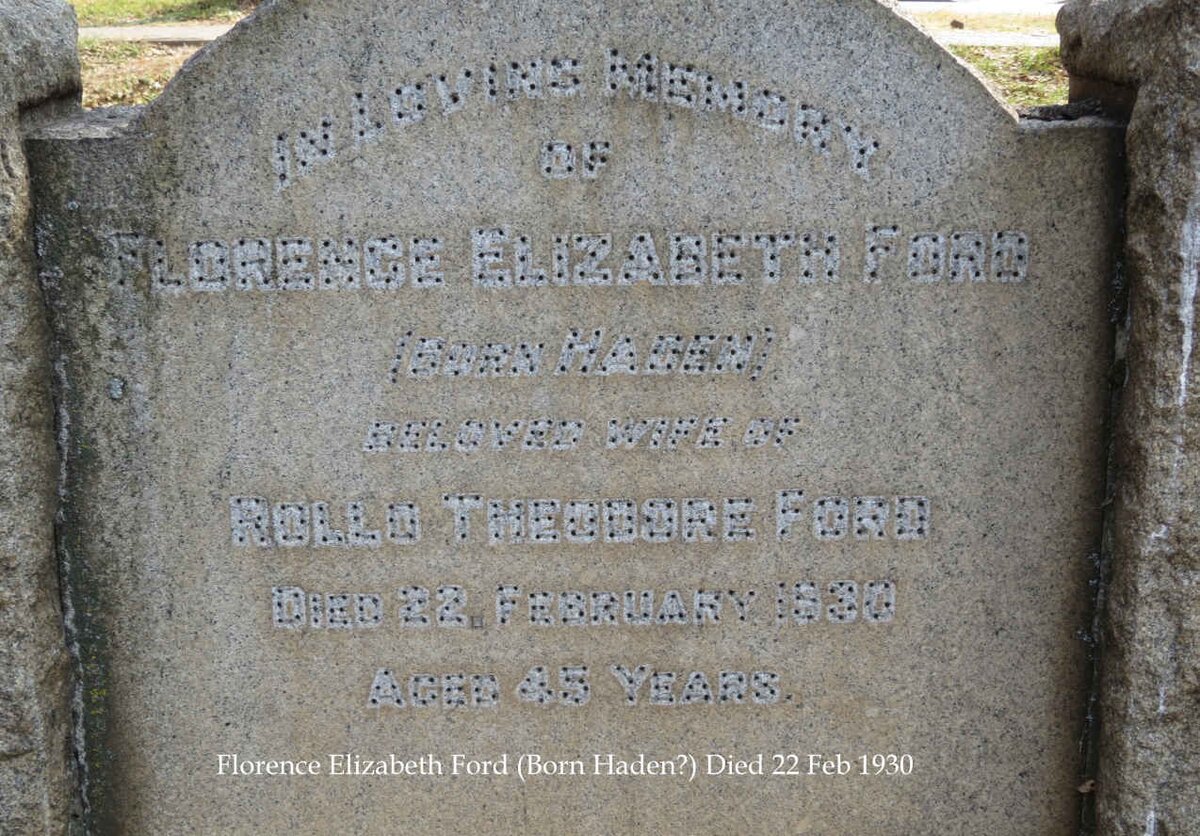 IN LOVING MEMORY
OF
FLORENCE ELIZABETH FORD
(BORN HAGEN)
BELOVED WIFE OF
ROLLO THEODORE FORD
DIED 22. FEBRUARY 1930
AGED 45 YEARS.
Florence Elizabeth Ford (Born Haden?) Died 22 Feb 1930